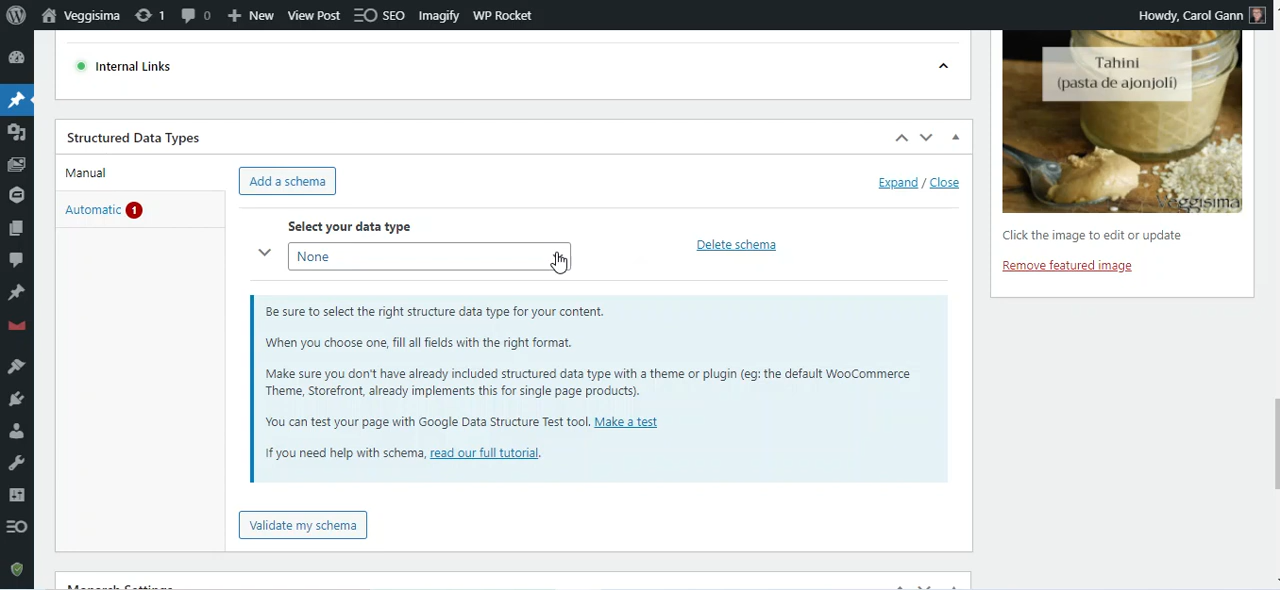 Veggisima 1 0 New View Post SEO Imagify WP Rocket Howdy, Carol Gann
Internal Links
Structured Data Types
Manual
Automatic 1
Add a schema
Expand / Close
Select your data type
None
Delete schema
Be sure to select the right structure data type for your content.
When you choose one, fill all fields with the right format.
Make sure you don't have already included structured data type with a theme or plugin (eg: the default WooCommerce
Theme, Storefront, already implements this for single page products).
You can test your page with Google Data Structure Test tool. Make a test
If you need help with schema, read our full tutorial.
Validate my schema
Monarch Settings
Tahini
(pasta de ajonjolí)
Veggisima
Click the image to edit or update
Remove featured image